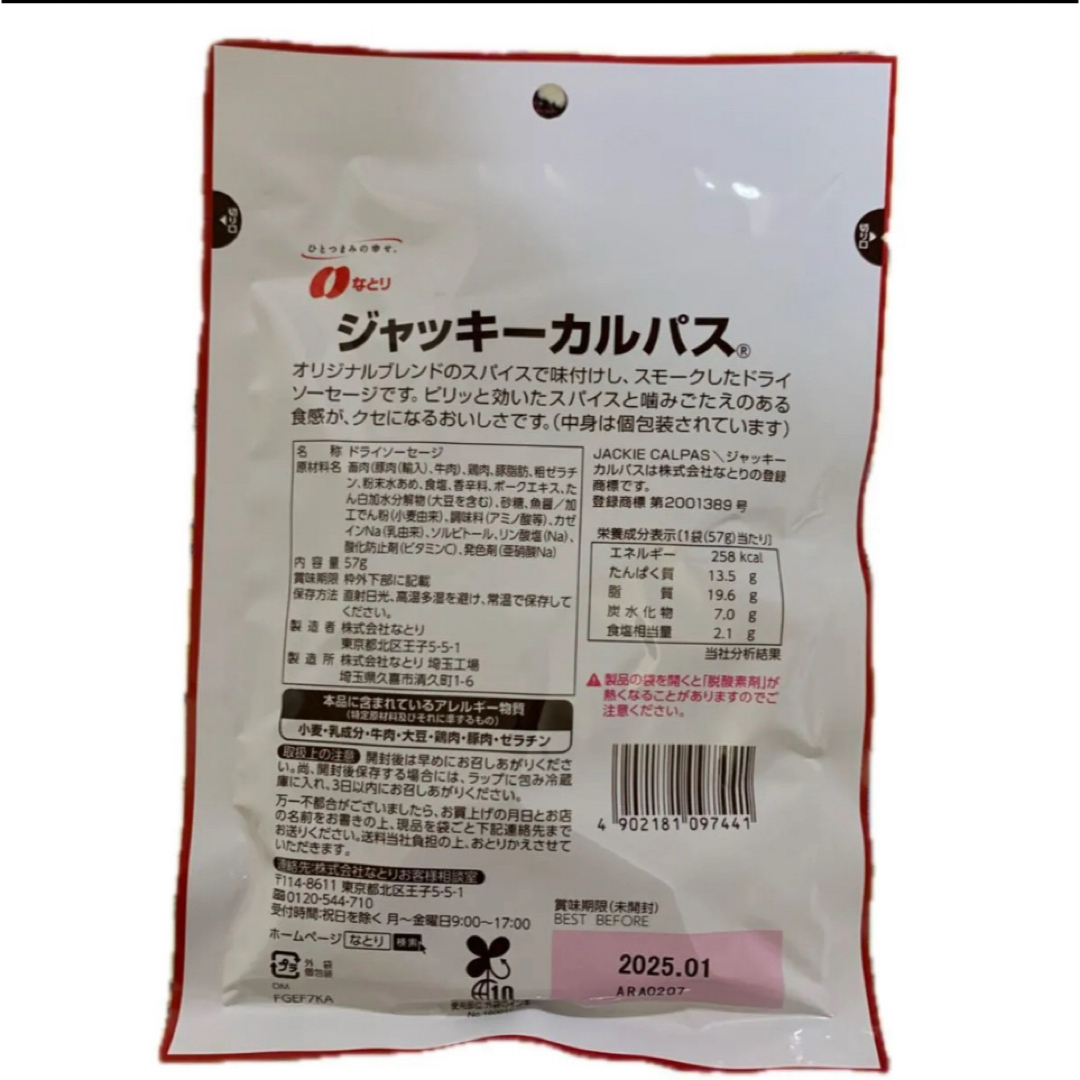 切り口
切り口
ひとつまみの幸せ。
なとり
ジャッキーカルパス®
オリジナルブレンドのスパイスで味付けし、スモークしたドライ
ソーセージです。ピリッと効いたスパイスと噛みごたえのある
食感が、クセになるおいしさです。(中身は個包装されています)
名 称 ドライソーセージ
原材料名 畜肉(豚肉(輸入)、牛肉)、鶏肉、豚脂肪、粗ゼラチ
ン、粉末水あめ、食塩、香辛料、ポークエキス、たん
白加水分解物(大豆を含む)、砂糖、魚醤/加
工でん粉(小麦由来)、調味料(アミノ酸等)、カゼ
インNa(乳由来)、ソルビトール、リン酸塩(Na)、
酸化防止剤(ビタミンC)、発色剤(亜硝酸Na)
内 容 量 57g
賞味期限 枠外下部に記載
保存方法 直射日光、高温多湿を避け、常温で保存して
ください。
製 造 者 株式会社なとり
東京都北区王子5-5-1
製 造 所 株式会社なとり 埼玉工場
埼玉県久喜市清久町1-6
本品に含まれているアレルギー物質
(特定原材料及びそれに準ずるもの)
小麦・乳成分・牛肉・大豆・鶏肉・豚肉・ゼラチン
取扱上の注意 開封後は早めにお召しあがりくださ
い。尚、開封後保存する場合には、ラップに包み冷蔵
庫に入れ、3日以内にお召しあがりください。
万一不都合がございましたら、お買上げの月日とお店
の名前をお書きの上、現品を袋ごと下記連絡先まで
お送りください。送料当社負担の上、おとりかえさせて
いただきます。
連絡先:株式会社なとりお客様相談室
〒114-8611 東京都北区王子5-5-1
0120-544-710
受付時間:祝日を除く 月~金曜日9:00~17:00
ホームページ なとり 検索
プラ 外 袋
個包装
DM
FGEF7KA
JACKIE CALPAS\ジャッキー
カルパスは株式会社なとりの登録
商標です。
登録商標 第2001389号
栄養成分表示[1袋(57g)当たり]
エネルギー 258 kcal
たんぱく質 13.5 g
脂 質 19.6 g
炭水化物 7.0 g
食塩相当量 2.1 g
当社分析結果
製品の袋を開くと「脱酸素剤」が
熱くなることがありますのでご
注意ください。
4 902181 097441
賞味期限(未開封)
BEST BEFORE
2025.01
ARA0207
10